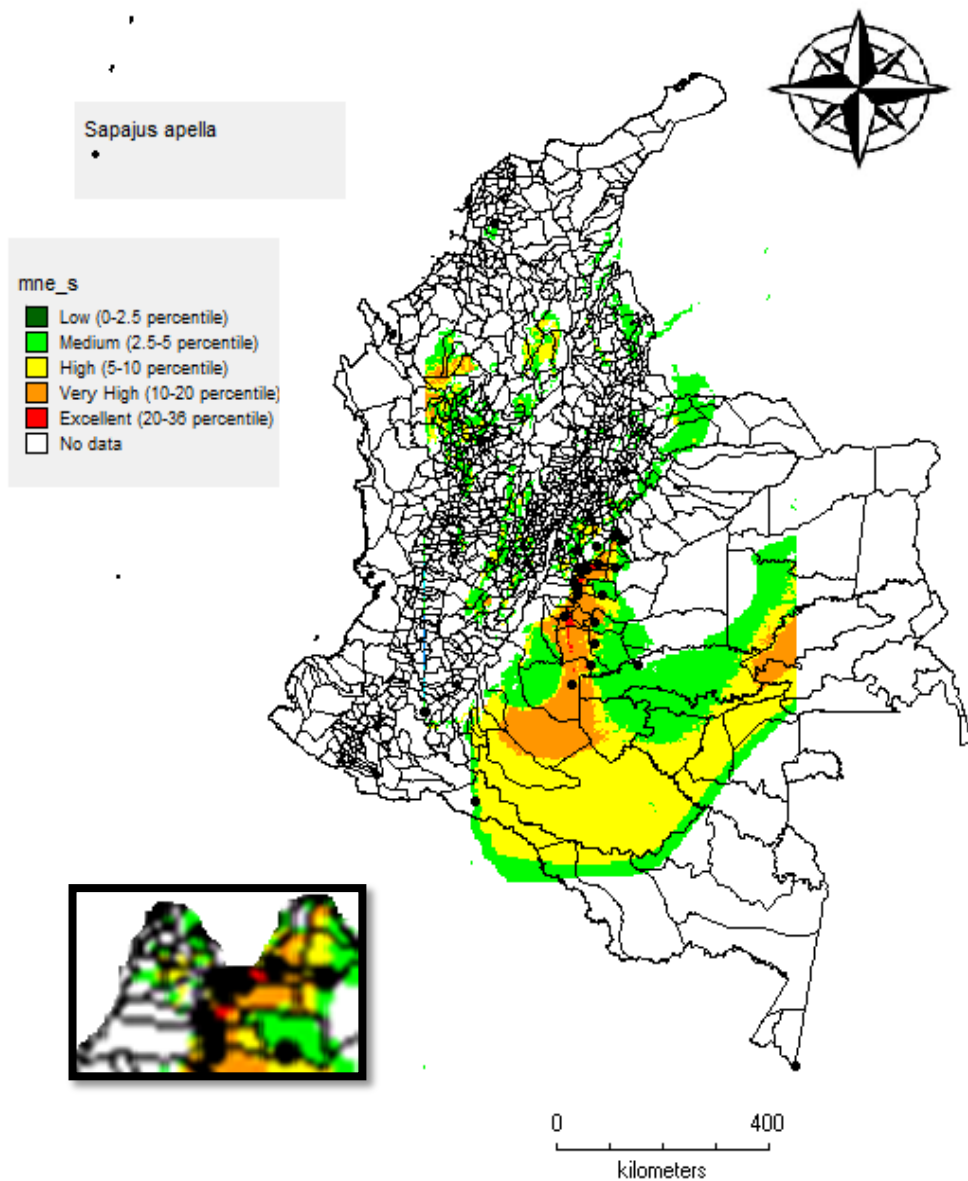 Sapajus apella
mne_s
Low (0-2.5 percentile)
Medium (2.5-5 percentile)
High (5-10 percentile)
Very High (10-20 percentile)
Excellent (20-36 percentile)
No data
0 400
kilometers